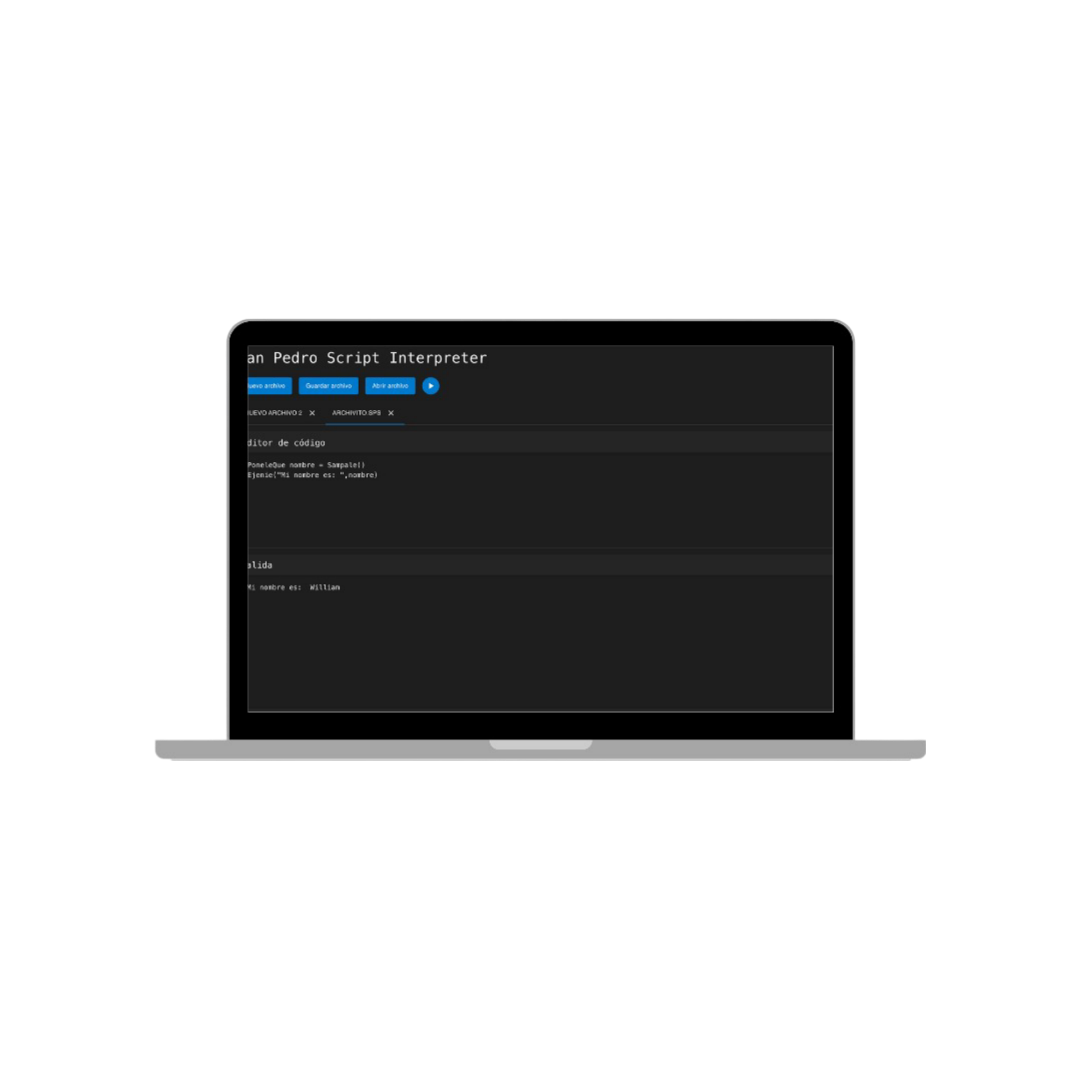 an Pedro Script Interpreter
uevo archivo Guardar archivo Abrir archivo
UEVO ARCHIVO 2 X ARCHIVITO.SPS X
ditor de código
PoneleQue nombre = Sampale()
Ejenie("Mi nombre es: ",nombre)
alida
Mi nombre es: Willian